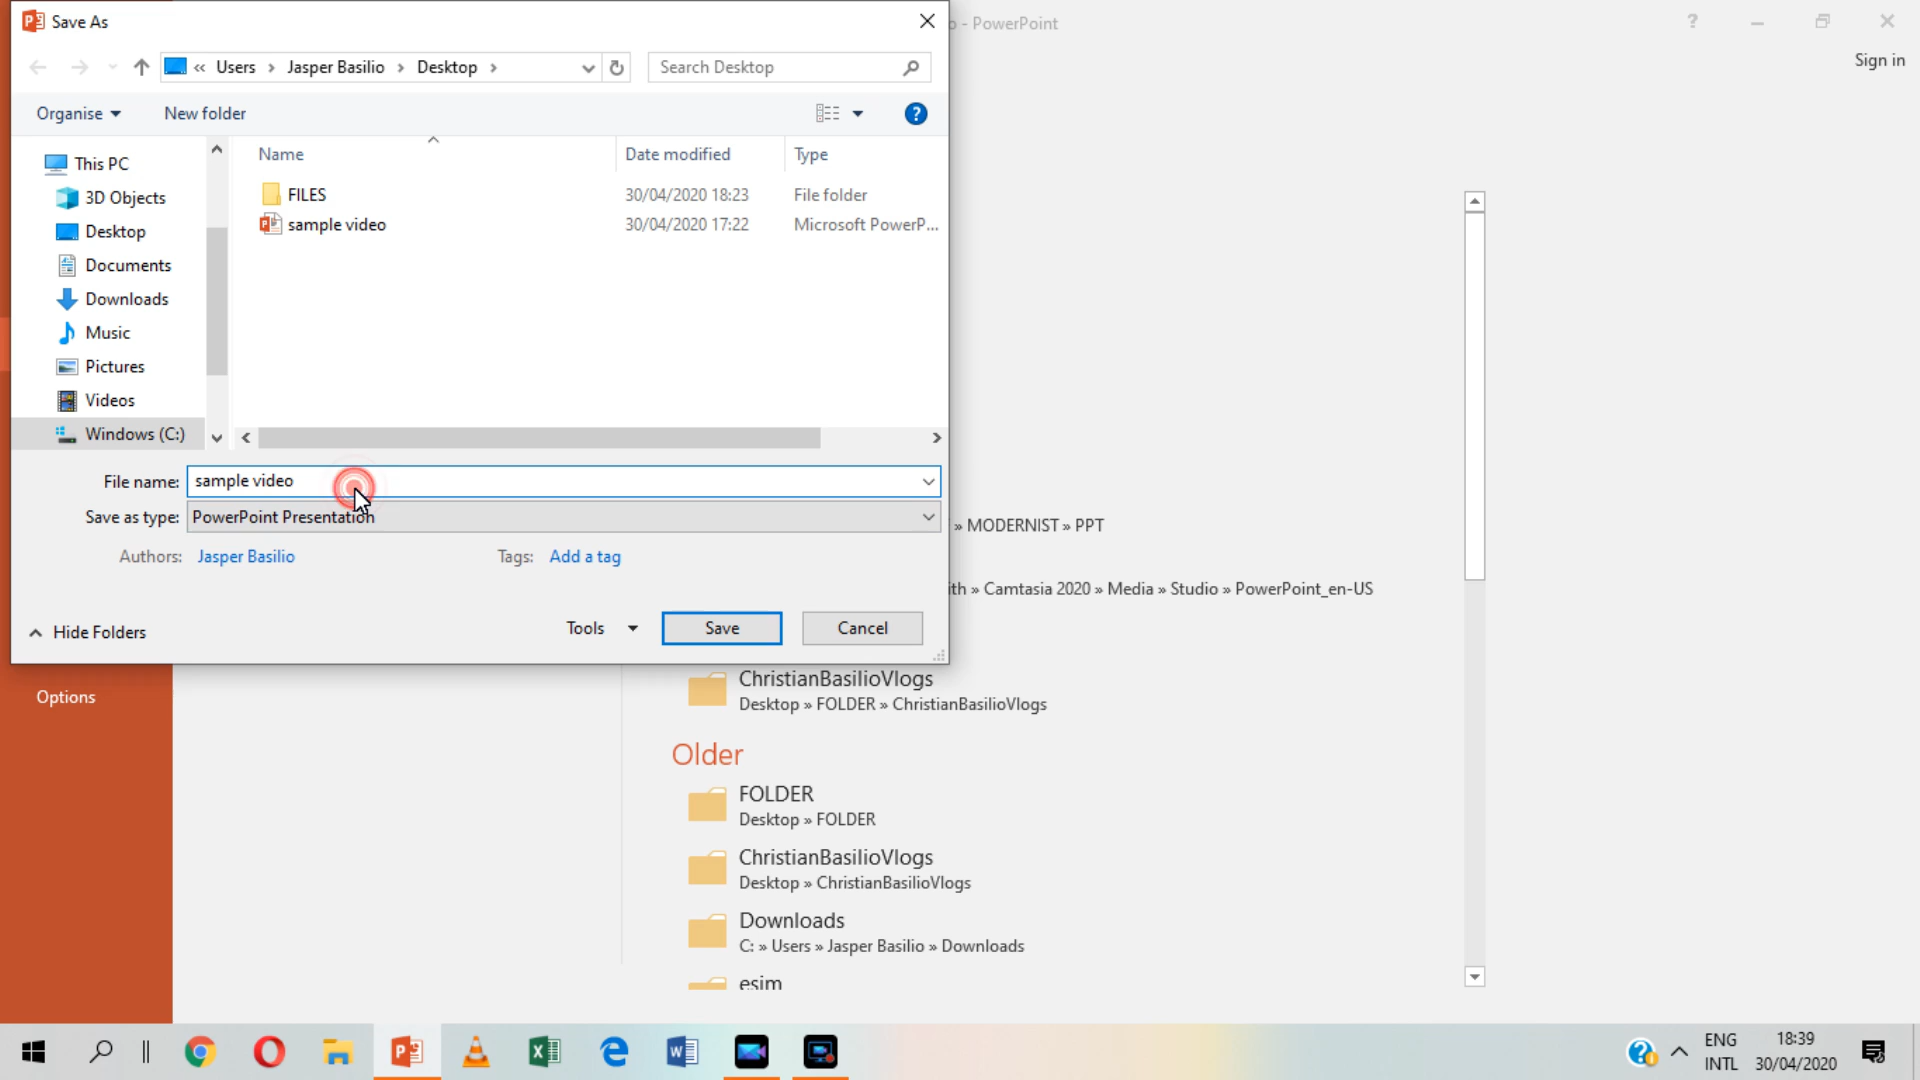 Save As
o - PowerPoint
?
Sign in
« Users › Jasper Basilio › Desktop ›
Search Desktop
Organise
New folder
?
This PC
3D Objects
Desktop
Documents
Downloads
Music
Pictures
Videos
Windows (C:)
Name
Date modified
Type
FILES
30/04/2020 18:23
File folder
sample video
30/04/2020 17:22
Microsoft PowerP...
File name: sample video
Save as type: PowerPoint Presentation
Authors: Jasper Basilio
Tags: Add a tag
Hide Folders
Tools
Save
Cancel
» MODERNIST » PPT
ith » Camtasia 2020 » Media » Studio » PowerPoint_en-US
Options
ChristianBasilioVlogs
Desktop » FOLDER » ChristianBasilioVlogs
Older
FOLDER
Desktop » FOLDER
ChristianBasilioVlogs
Desktop » ChristianBasilioVlogs
Downloads
C: » Users » Jasper Basilio » Downloads
esim
ENG
INTL
18:39
30/04/2020